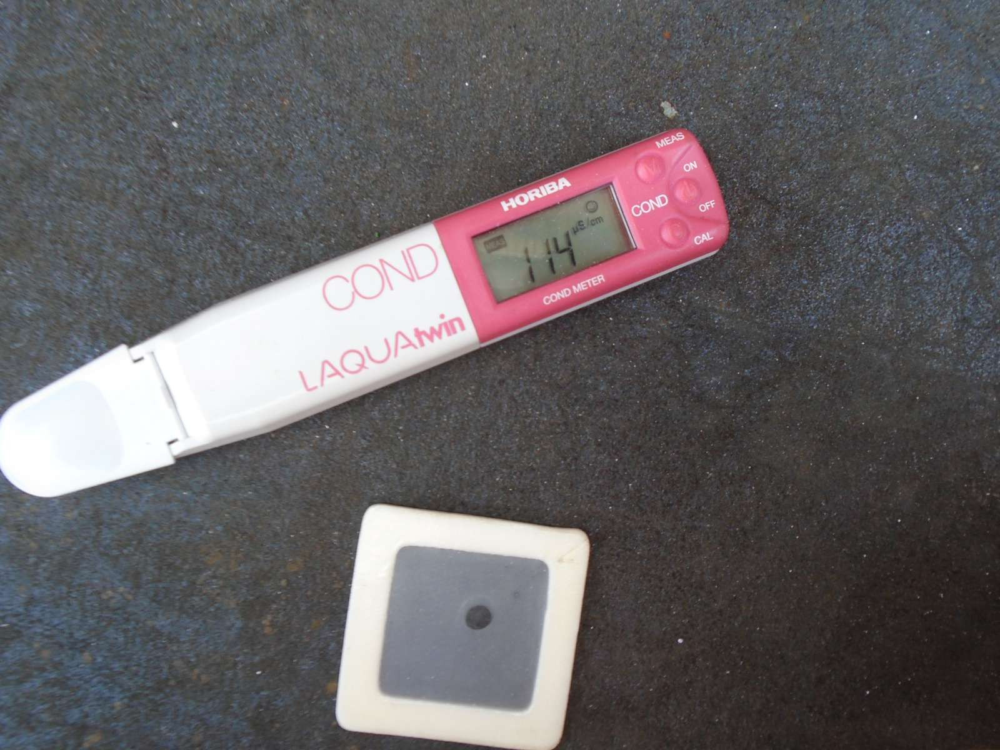 MEAS
ON
OFF
CAL
COND
HORIBA
MEAS
114 µS/cm
COND METER
COND
LAQUAtwin